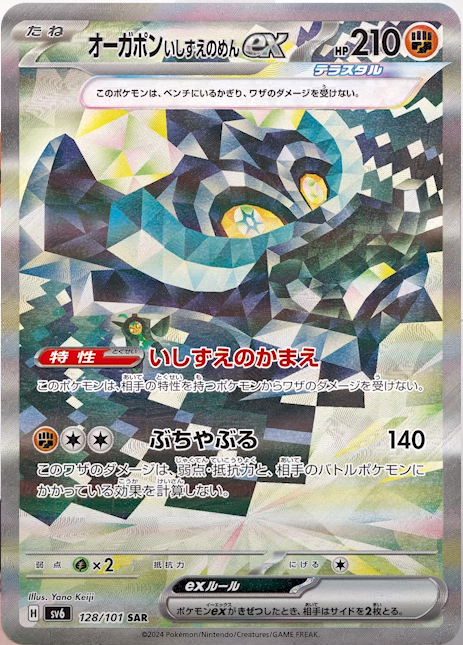 たね オーガポン いしずえのめん ex HP 210
テラスタル
このポケモンは、ベンチにいるかぎり、ワザのダメージを受けない。
特性 いしずえのかまえ
このポケモンは、相手の特性を持つポケモンからワザのダメージを受けない。
ぶちやぶる 140
このワザのダメージは、弱点・抵抗力と、相手のバトルポケモンに
かかっている効果を計算しない。
弱点 ×2 抵抗力 にげる
Illus. Yano Keiji
exルール
H sv6 128/101 SAR
ポケモンexがきぜつしたとき、相手はサイドを2枚とる。
©2024 Pokémon/Nintendo/Creatures/GAME FREAK.